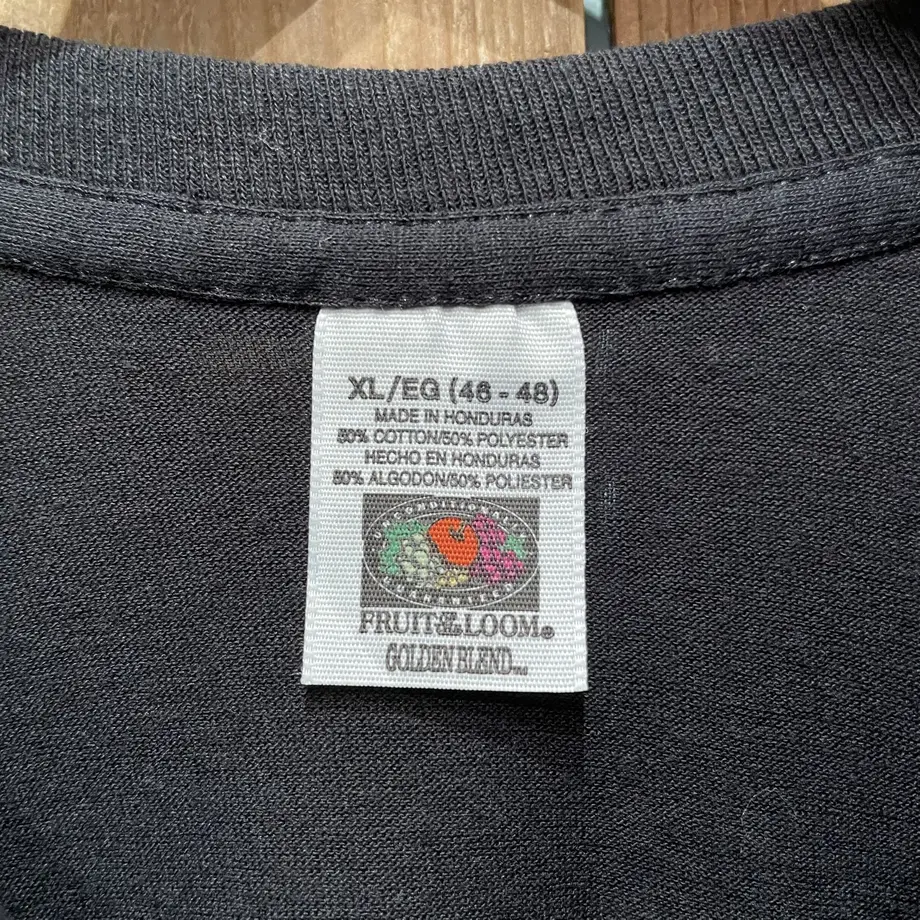 XL/EG (46 - 48)
MADE IN HONDURAS
50% COTTON/50% POLYESTER
HECHO EN HONDURAS
50% ALGODON/50% POLIESTER
FRUIT OF THE LOOM®
GOLDEN BLEND